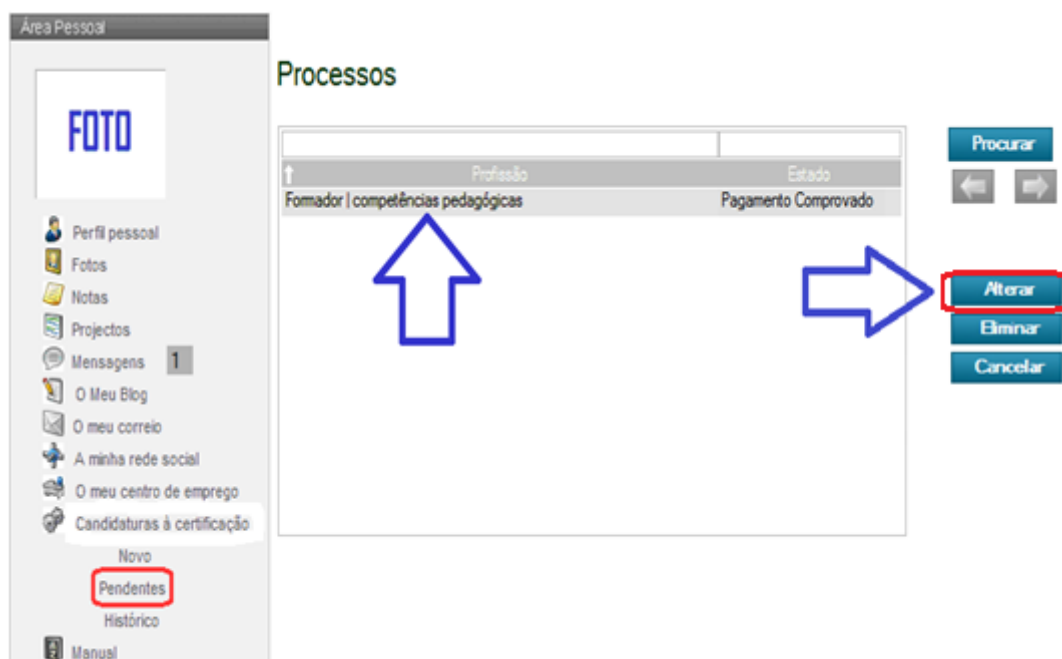 Área Pessoal
FOTO
Perfil pessoal
Fotos
Notas
Projectos
Mensagens 1
O Meu Blog
O meu correio
A minha rede social
O meu centro de emprego
Candidaturas à certificação
Novo
Pendentes
Histórico
Manual
Processos
Profissão Estado
Formador | competências pedagógicas Pagamento Comprovado
Procurar
Alterar
Eliminar
Cancelar